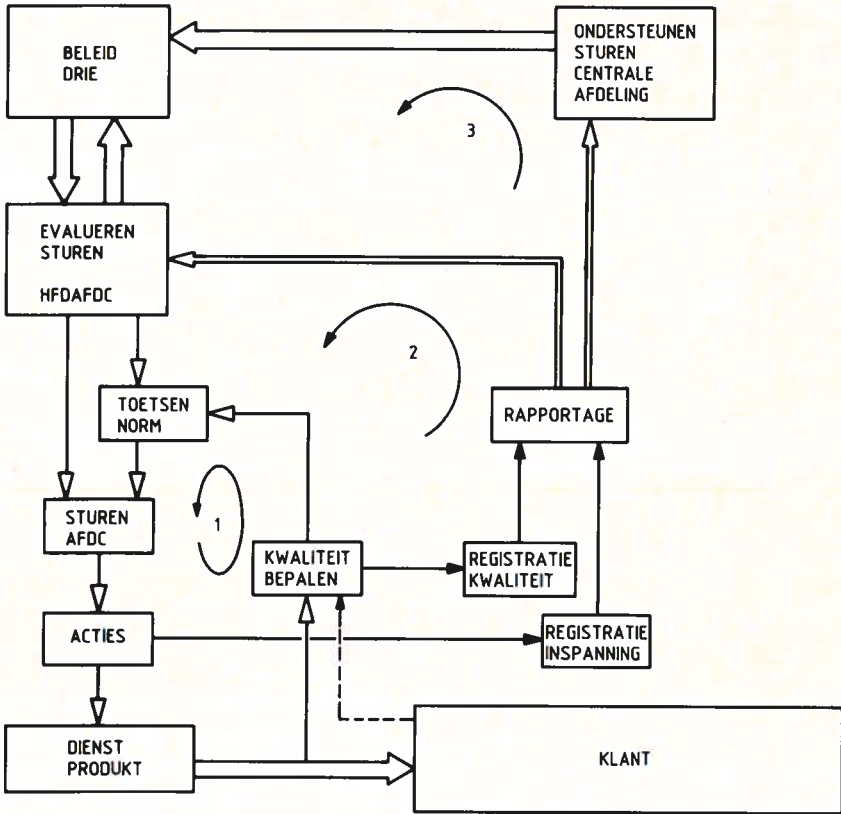 BELEID
DRIE
ONDERSTEUNEN
STUREN
CENTRALE
AFDELING
3
EVALUEREN
STUREN
HFDAFDC
2
TOETSEN
NORM
RAPPORTAGE
STUREN
AFDC
1
KWALITEIT
BEPALEN
REGISTRATIE
KWALITEIT
ACTIES
REGISTRATIE
INSPANNING
DIENST
PRODUKT
KLANT